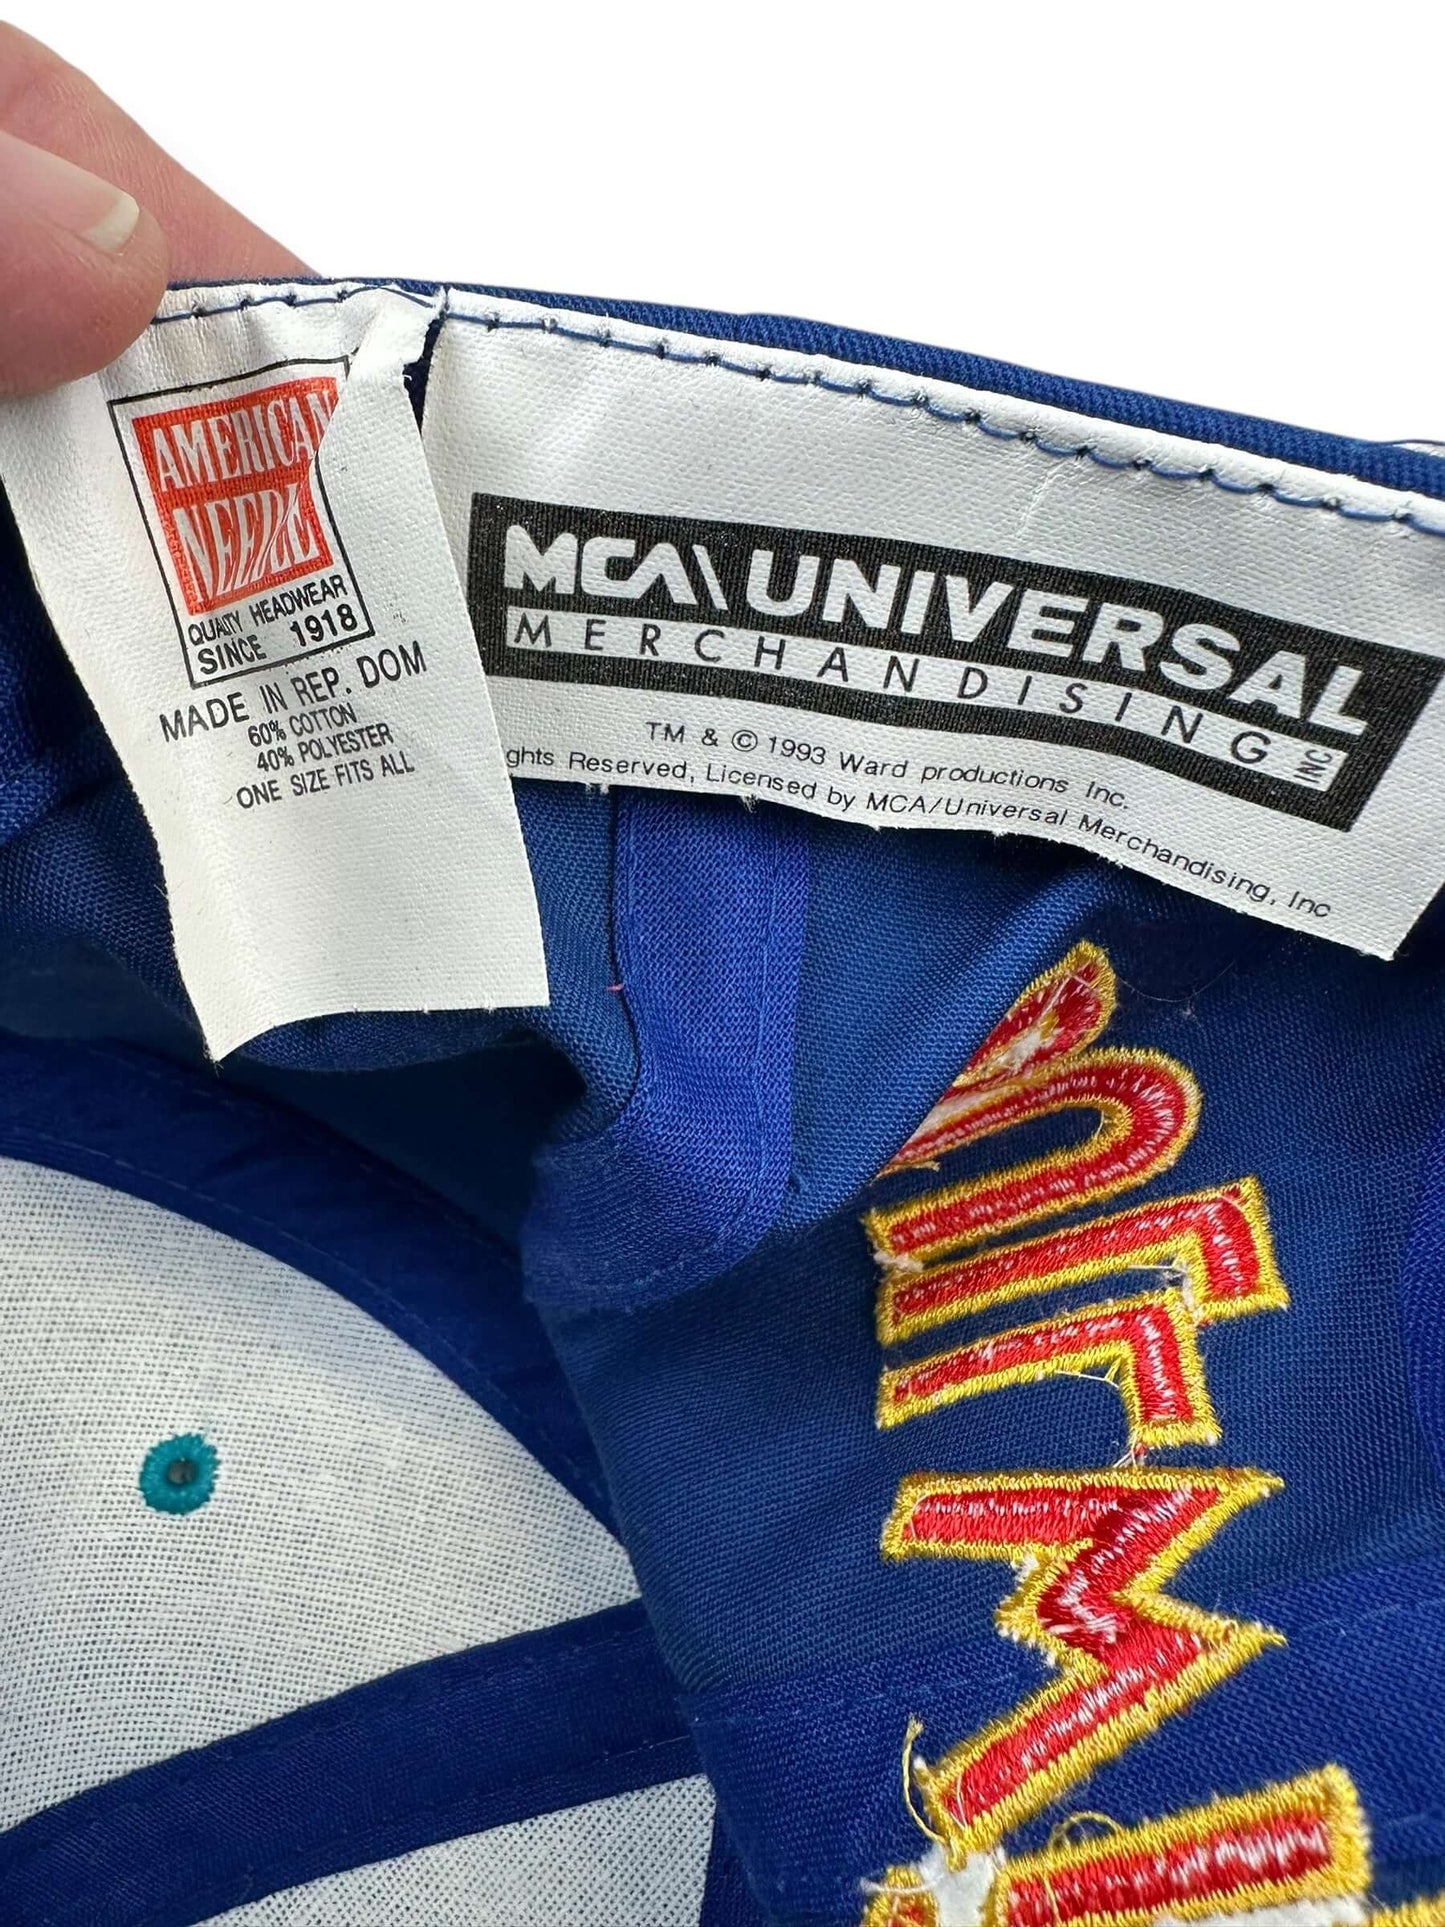 AMERICAN
NEEDLE
QUALITY HEADWEAR
SINCE 1918
MADE IN REP. DOM
60% COTTON
40% POLYESTER
ONE SIZE FITS ALL
MCA\UNIVERSAL
MERCHANDISING INC
TM & © 1993 Ward productions Inc.
ghts Reserved, Licensed by MCA/Universal Merchandising, Inc